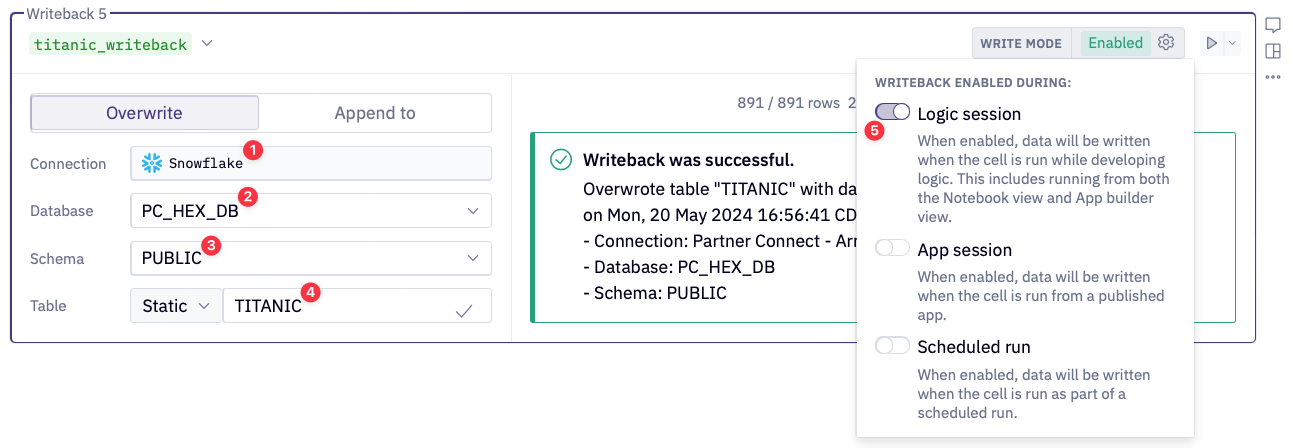 Writeback 5
titanic_writeback
WRITE MODE Enabled
Overwrite Append to
Connection Snowflake 1
Database PC_HEX_DB 2
Schema PUBLIC 3
Table Static TITANIC 4
891 / 891 rows 2
Writeback was successful.
Overwrote table "TITANIC" with da
on Mon, 20 May 2024 16:56:41 CD
- Connection: Partner Connect - Arr
- Database: PC_HEX_DB
- Schema: PUBLIC
WRITEBACK ENABLED DURING:
5 Logic session
When enabled, data will be written
when the cell is run while developing
logic. This includes running from both
the Notebook view and App builder
view.
App session
When enabled, data will be written
when the cell is run from a published
app.
Scheduled run
When enabled, data will be written
when the cell is run as part of a
scheduled run.